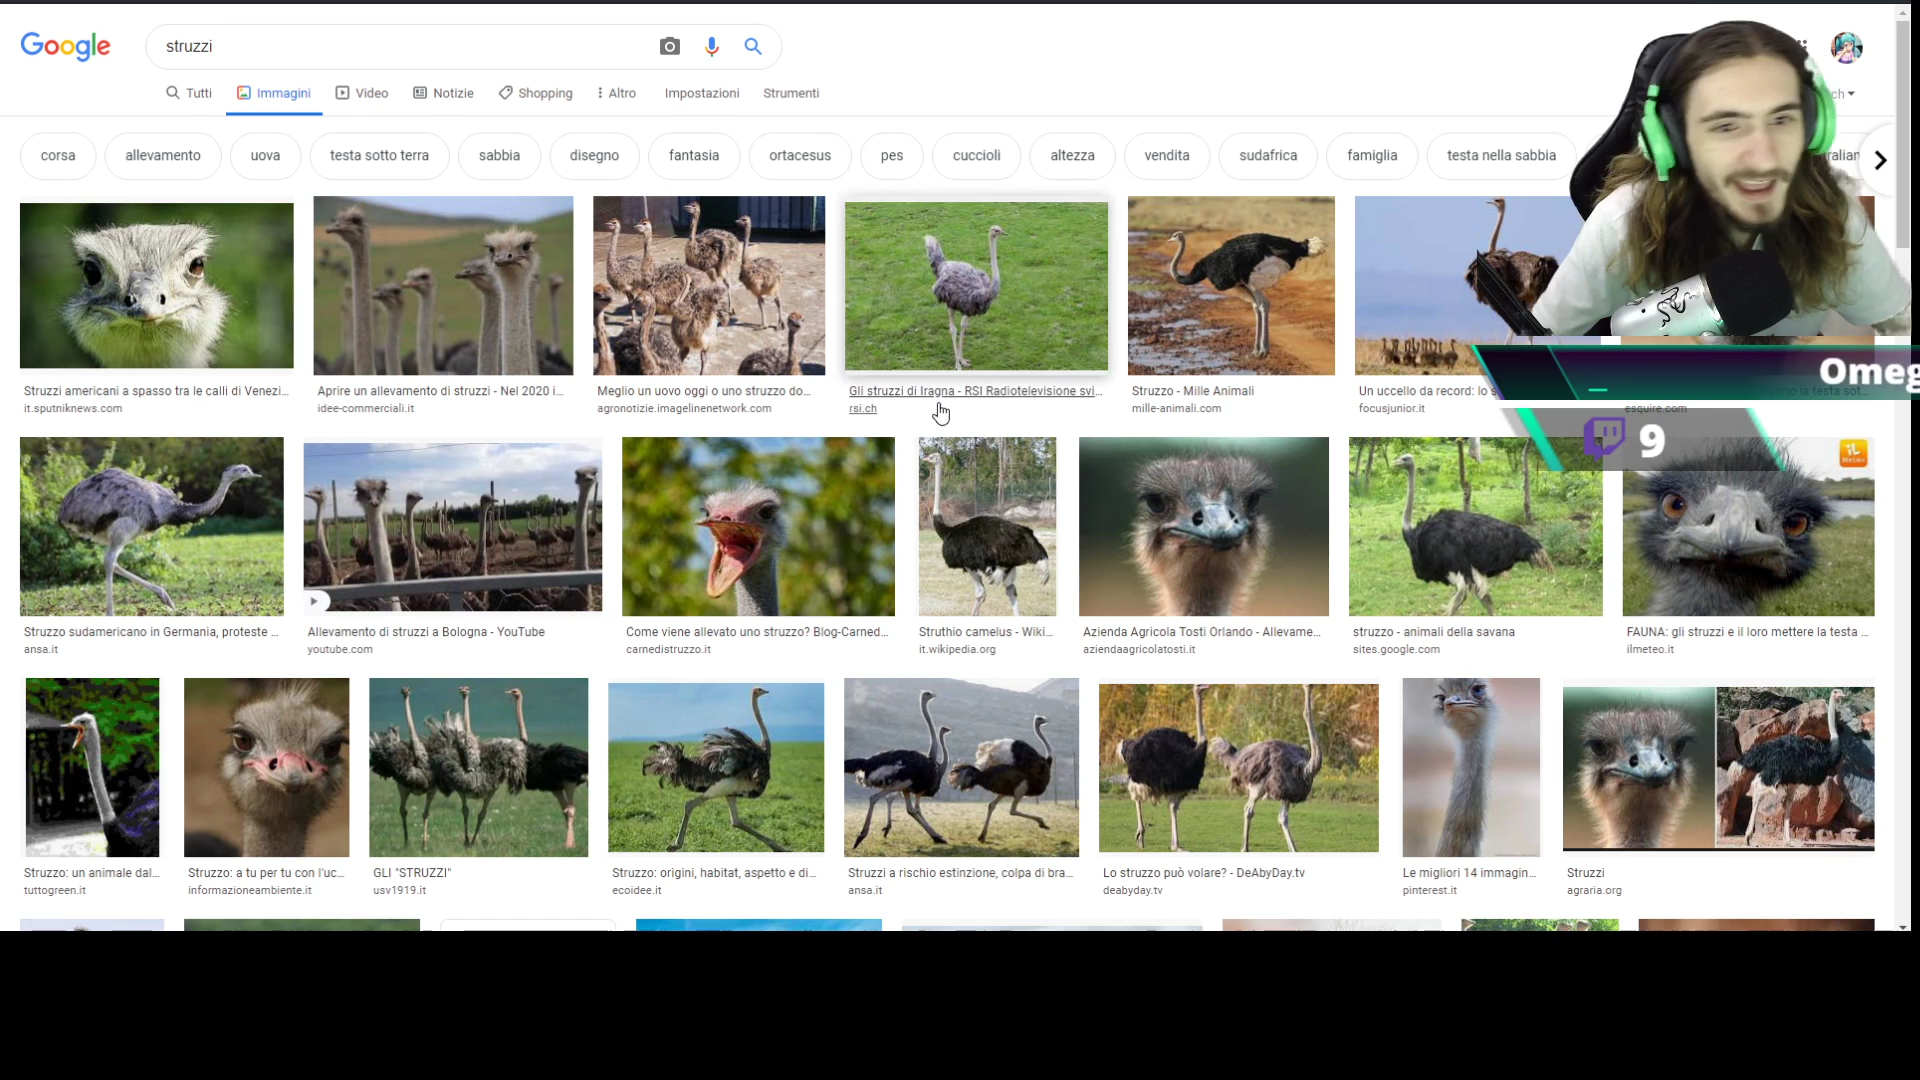 Google
struzzi
Tutti
Immagini
Video
Notizie
Shopping
Altro
Impostazioni
Strumenti
corsa
allevamento
uova
testa sotto terra
sabbia
disegno
fantasia
ortacesus
pes
cuccioli
altezza
vendita
sudafrica
famiglia
testa nella sabbia
Struzzi americani a spasso tra le calli di Venezi...
it.sputniknews.com
Aprire un allevamento di struzzi - Nel 2020 i...
idee-commerciali.it
Meglio un uovo oggi o uno struzzo do...
agronotizie.imagelinenetwork.com
Gli struzzi di Iragna - RSI Radiotelevisione svi...
rsi.ch
Struzzo - Mille Animali
mille-animali.com
Un uccello da record: lo s
focusjunior.it
esquire.com
Omeg
9
Struzzo sudamericano in Germania, proteste ...
ansa.it
Allevamento di struzzi a Bologna - YouTube
youtube.com
Come viene allevato uno struzzo? Blog-Carned...
carnedistruzzo.it
Struthio camelus - Wiki...
it.wikipedia.org
Azienda Agricola Tosti Orlando - Allevame...
aziendaagricolatosti.it
struzzo - animali della savana
sites.google.com
FAUNA: gli struzzi e il loro mettere la testa ...
ilmeteo.it
Struzzo: un animale dal...
tuttogreen.it
Struzzo: a tu per tu con l'uc...
informazioneambiente.it
GLI "STRUZZI"
usv1919.it
Struzzo: origini, habitat, aspetto e di...
ecoidee.it
Struzzi a rischio estinzione, colpa di bra...
ansa.it
Lo struzzo può volare? - DeAbyDay.tv
deabyday.tv
Le migliori 14 immagin...
pinterest.it
Struzzi
agraria.org